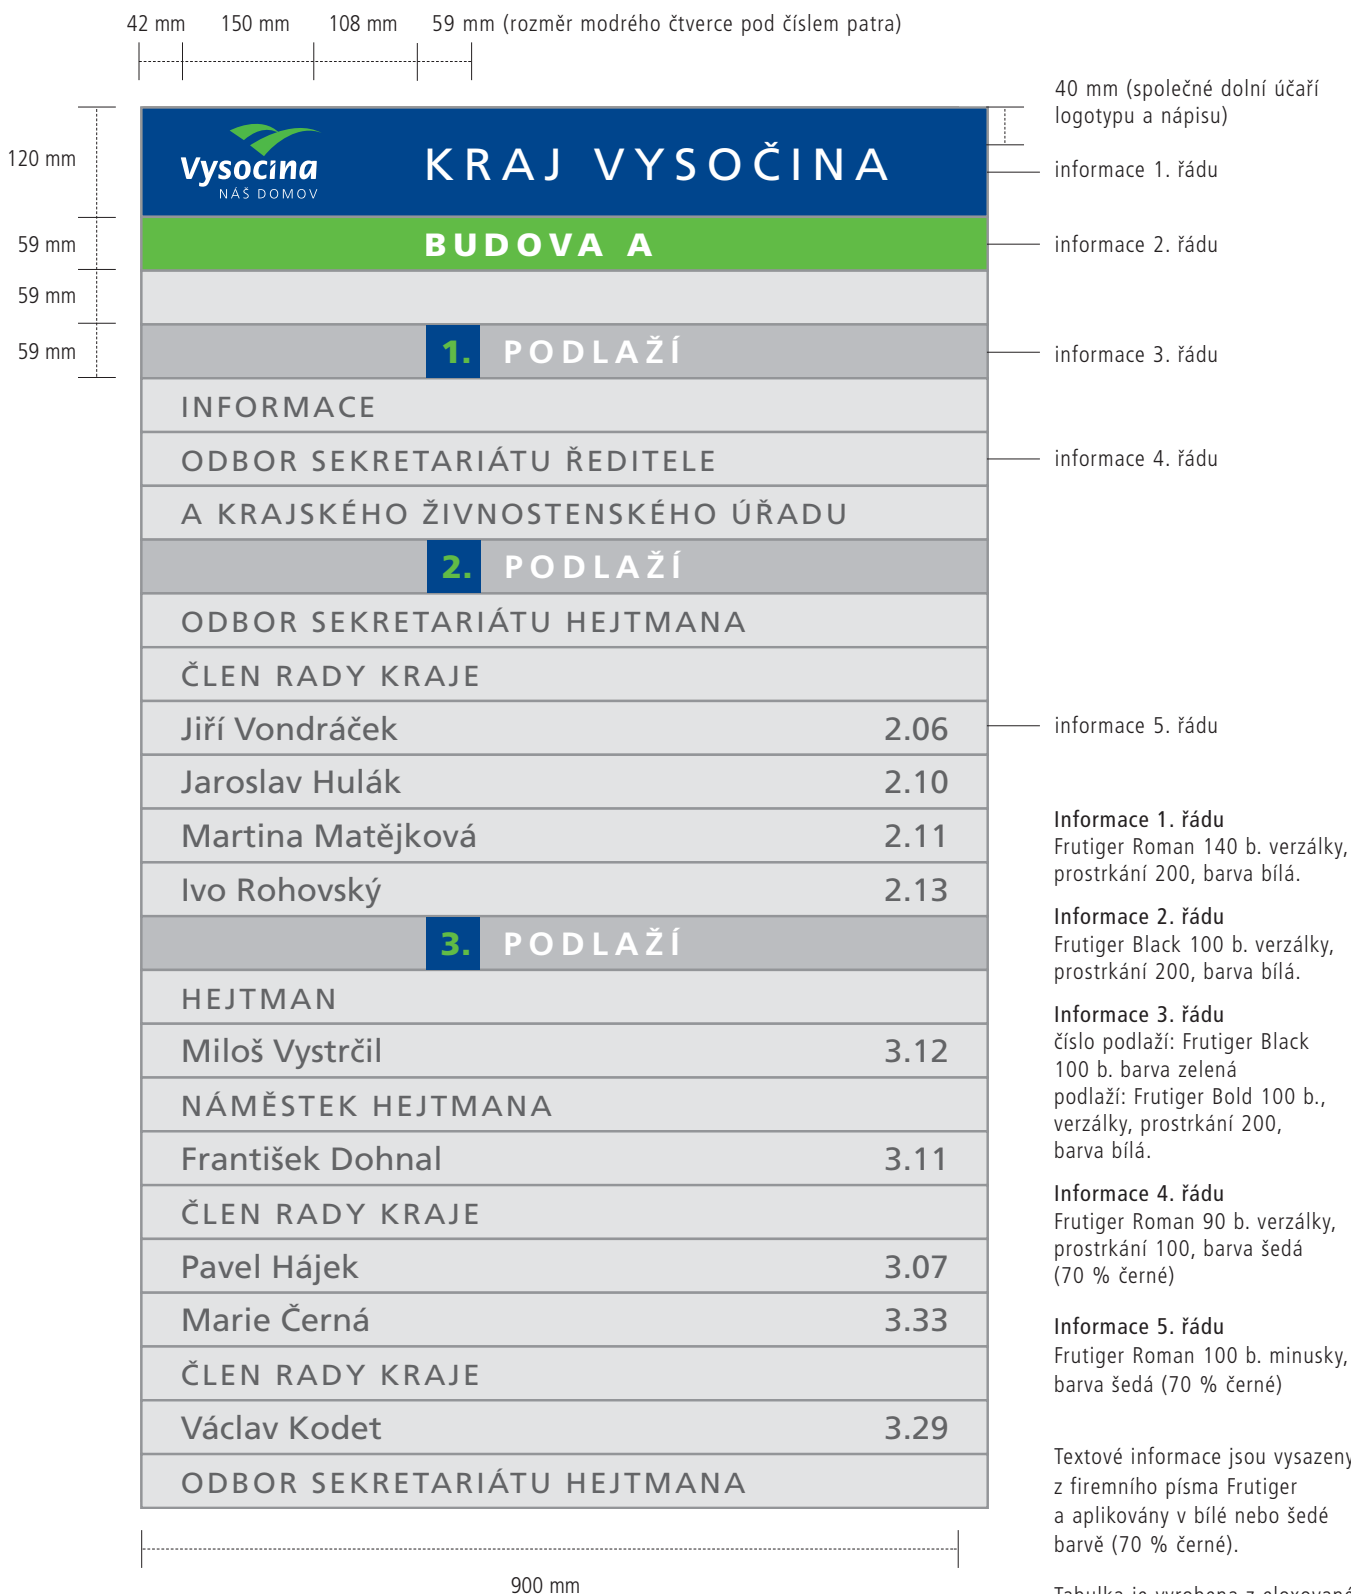 42 mm 150 mm 108 mm 59 mm (rozměr modrého čtverce pod číslem patra)
40 mm (společné dolní účaří
logotypu a nápisu)
120 mm
Vysočina
NÁŠ DOMOV
KRAJ VYSOČINA
informace 1. řádu
59 mm
BUDOVA A
informace 2. řádu
59 mm
59 mm
1. PODLAŽÍ
informace 3. řádu
INFORMACE
ODBOR SEKRETARIÁTU ŘEDITELE
informace 4. řádu
A KRAJSKÉHO ŽIVNOSTENSKÉHO ÚŘADU
2. PODLAŽÍ
ODBOR SEKRETARIÁTU HEJTMANA
ČLEN RADY KRAJE
Jiří Vondráček 2.06
informace 5. řádu
Jaroslav Hulák 2.10
Martina Matějková 2.11
Ivo Rohovský 2.13
3. PODLAŽÍ
HEJTMAN
Miloš Vystrčil 3.12
NÁMĚSTEK HEJTMANA
František Dohnal 3.11
ČLEN RADY KRAJE
Pavel Hájek 3.07
Marie Černá 3.33
ČLEN RADY KRAJE
Václav Kodet 3.29
ODBOR SEKRETARIÁTU HEJTMANA
900 mm
Informace 1. řádu
Frutiger Roman 140 b. verzálky,
prostrkání 200, barva bílá.
Informace 2. řádu
Frutiger Black 100 b. verzálky,
prostrkání 200, barva bílá.
Informace 3. řádu
číslo podlaží: Frutiger Black
100 b. barva zelená
podlaží: Frutiger Bold 100 b.,
verzálky, prostrkání 200,
barva bílá.
Informace 4. řádu
Frutiger Roman 90 b. verzálky,
prostrkání 100, barva šedá
(70 % černé)
Informace 5. řádu
Frutiger Roman 100 b. minusky,
barva šedá (70 % černé)
Textové informace jsou vysazeny
z firemního písma Frutiger
a aplikovány v bílé nebo šedé
barvě (70 % černé).
Tabulka je vyrobena z eloxované